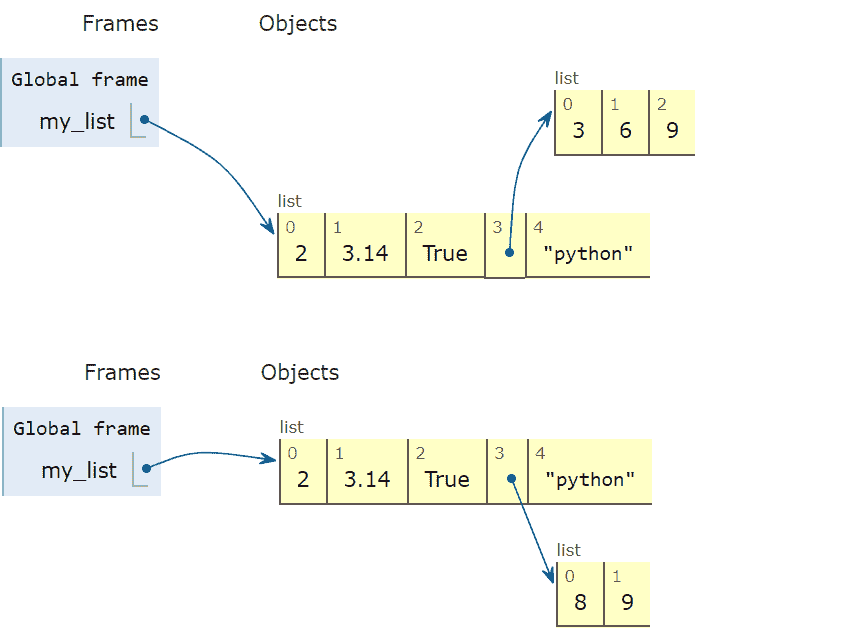 Frames Objects
Global frame
my_list
list
0 1 2
3 6 9
list
0 1 2 3 4
2 3.14 True "python"
Frames Objects
Global frame
my_list
list
0 1 2 3 4
2 3.14 True "python"
list
0 1
8 9